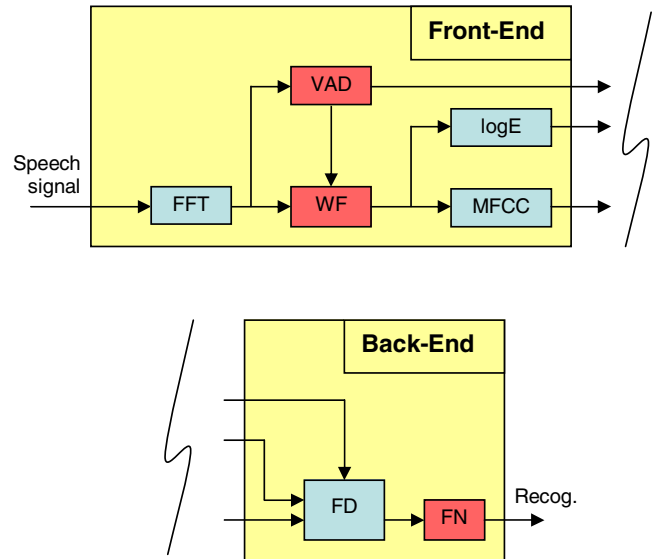 Front-End
VAD
logE
Speech
signal
FFT
WF
MFCC
Back-End
FD
FN
Recog.